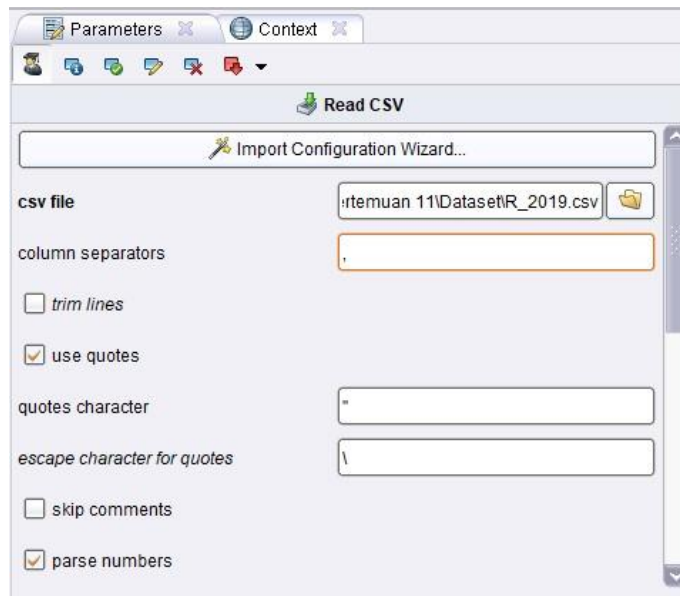 Parameters Context
Read CSV
Import Configuration Wizard...
csv file rtemuan 11\Dataset\R_2019.csv
column separators ,
trim lines
use quotes
quotes character "
escape character for quotes \
skip comments
parse numbers